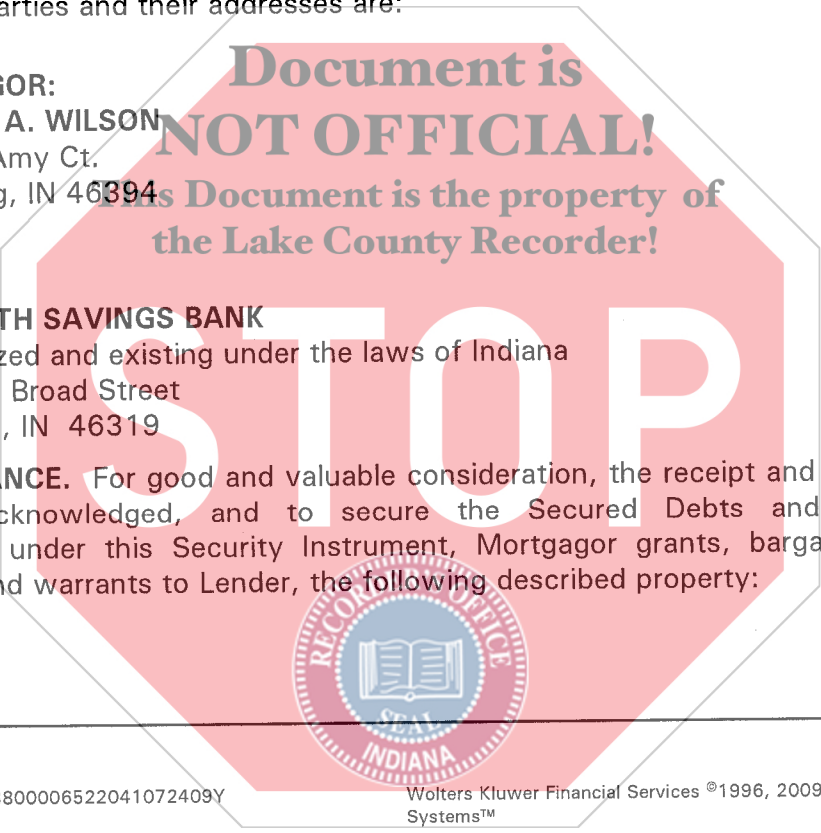 arties and their addresses are:
Document is
GOR:
A. WILSON
NOT OFFICIAL!
Amy Ct.
g, IN 46394
This Document is the property of
the Lake County Recorder!
TH SAVINGS BANK
zed and existing under the laws of Indiana
Broad Street
, IN 46319
STOP
ANCE. For good and valuable consideration, the receipt and
cknowledged, and to secure the Secured Debts and
under this Security Instrument, Mortgagor grants, barga
nd warrants to Lender, the following described property:
RECORDER'S OFFICE
SEAL
INDIANA
800006522041072409Y
Wolters Kluwer Financial Services ©1996, 2009
Systems™